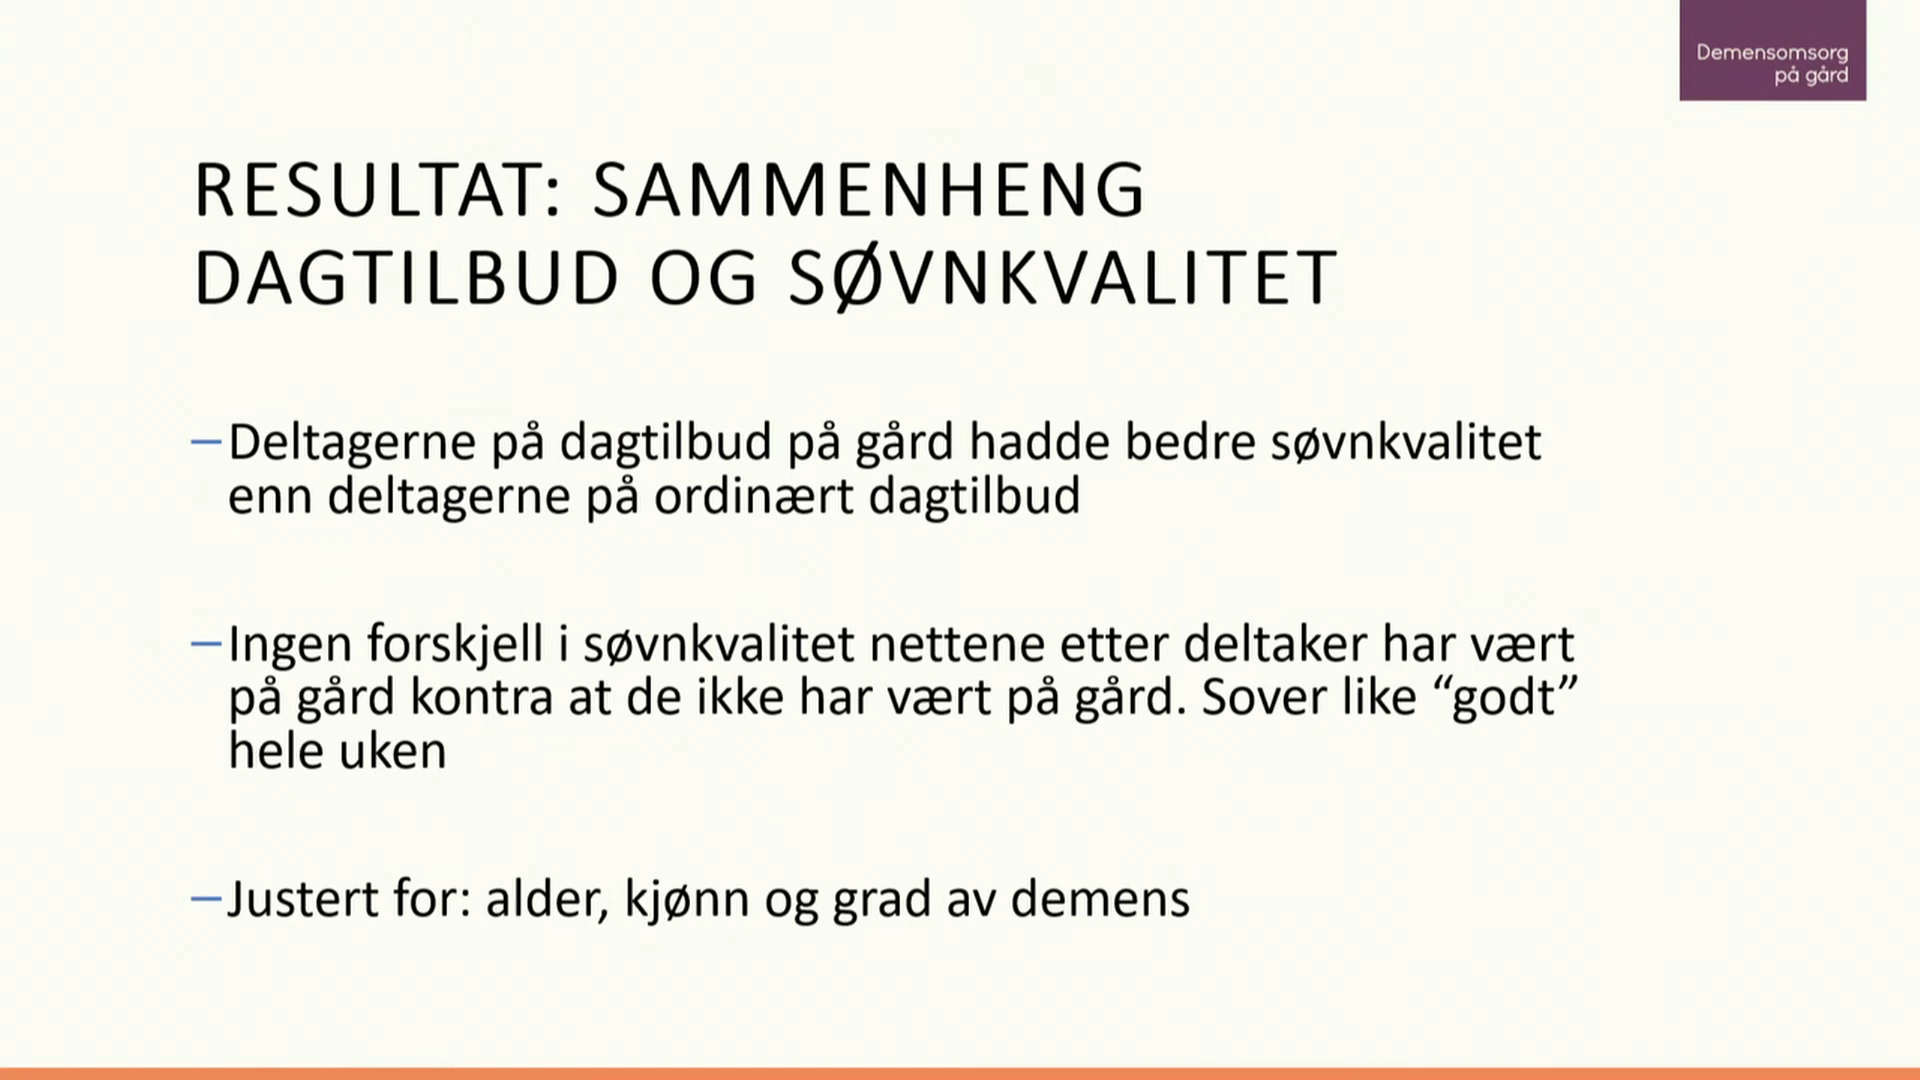 Demensomsorg
på gård
RESULTAT: SAMMENHENG
DAGTILBUD OG SØVNKVALITET
–Deltagerne på dagtilbud på gård hadde bedre søvnkvalitet
enn deltagerne på ordinært dagtilbud
–Ingen forskjell i søvnkvalitet nettene etter deltaker har vært
på gård kontra at de ikke har vært på gård. Sover like “godt”
hele uken
–Justert for: alder, kjønn og grad av demens